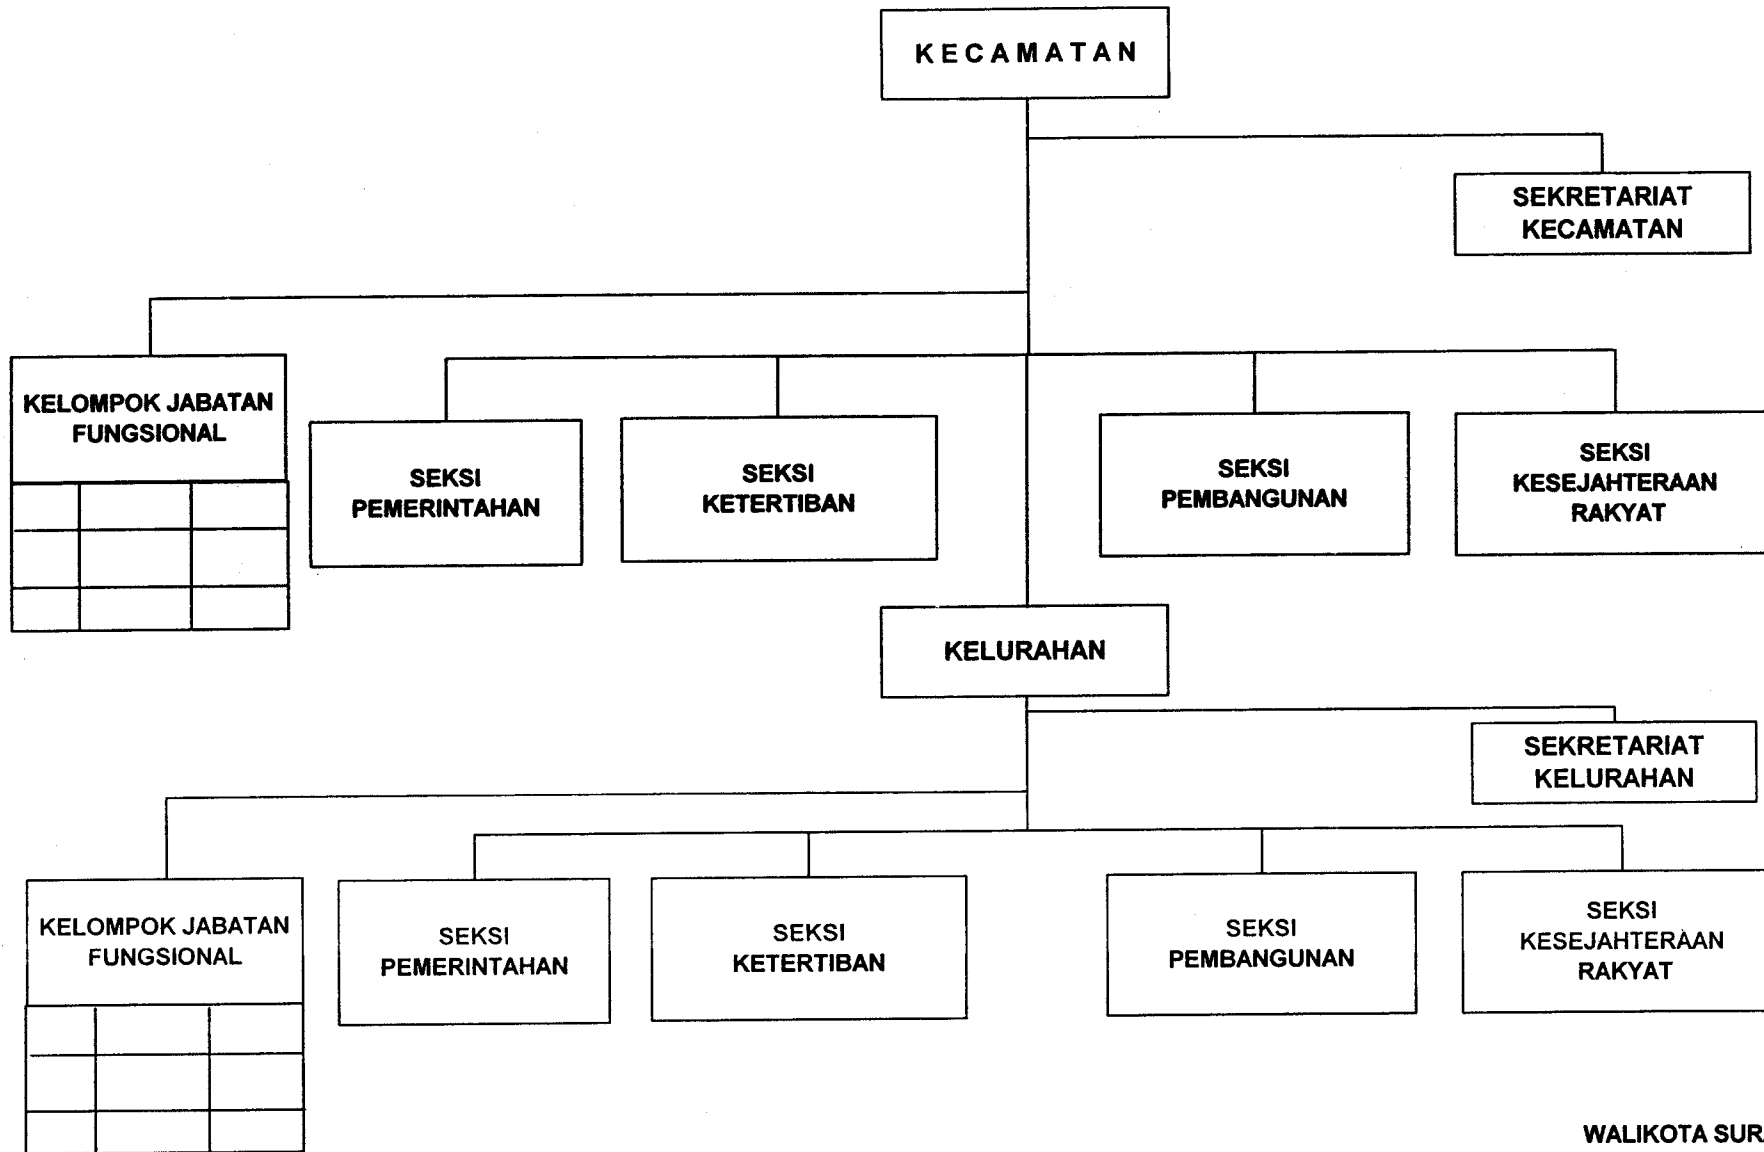 KECAMATAN
SEKRETARIAT
KECAMATAN
KELOMPOK JABATAN
FUNGSIONAL
SEKSI
PEMERINTAHAN
SEKSI
KETERTIBAN
SEKSI
PEMBANGUNAN
SEKSI
KESEJAHTERAAN
RAKYAT
KELURAHAN
SEKRETARIAT
KELURAHAN
KELOMPOK JABATAN
FUNGSIONAL
SEKSI
PEMERINTAHAN
SEKSI
KETERTIBAN
SEKSI
PEMBANGUNAN
SEKSI
KESEJAHTERAAN
RAKYAT
WALIKOTA